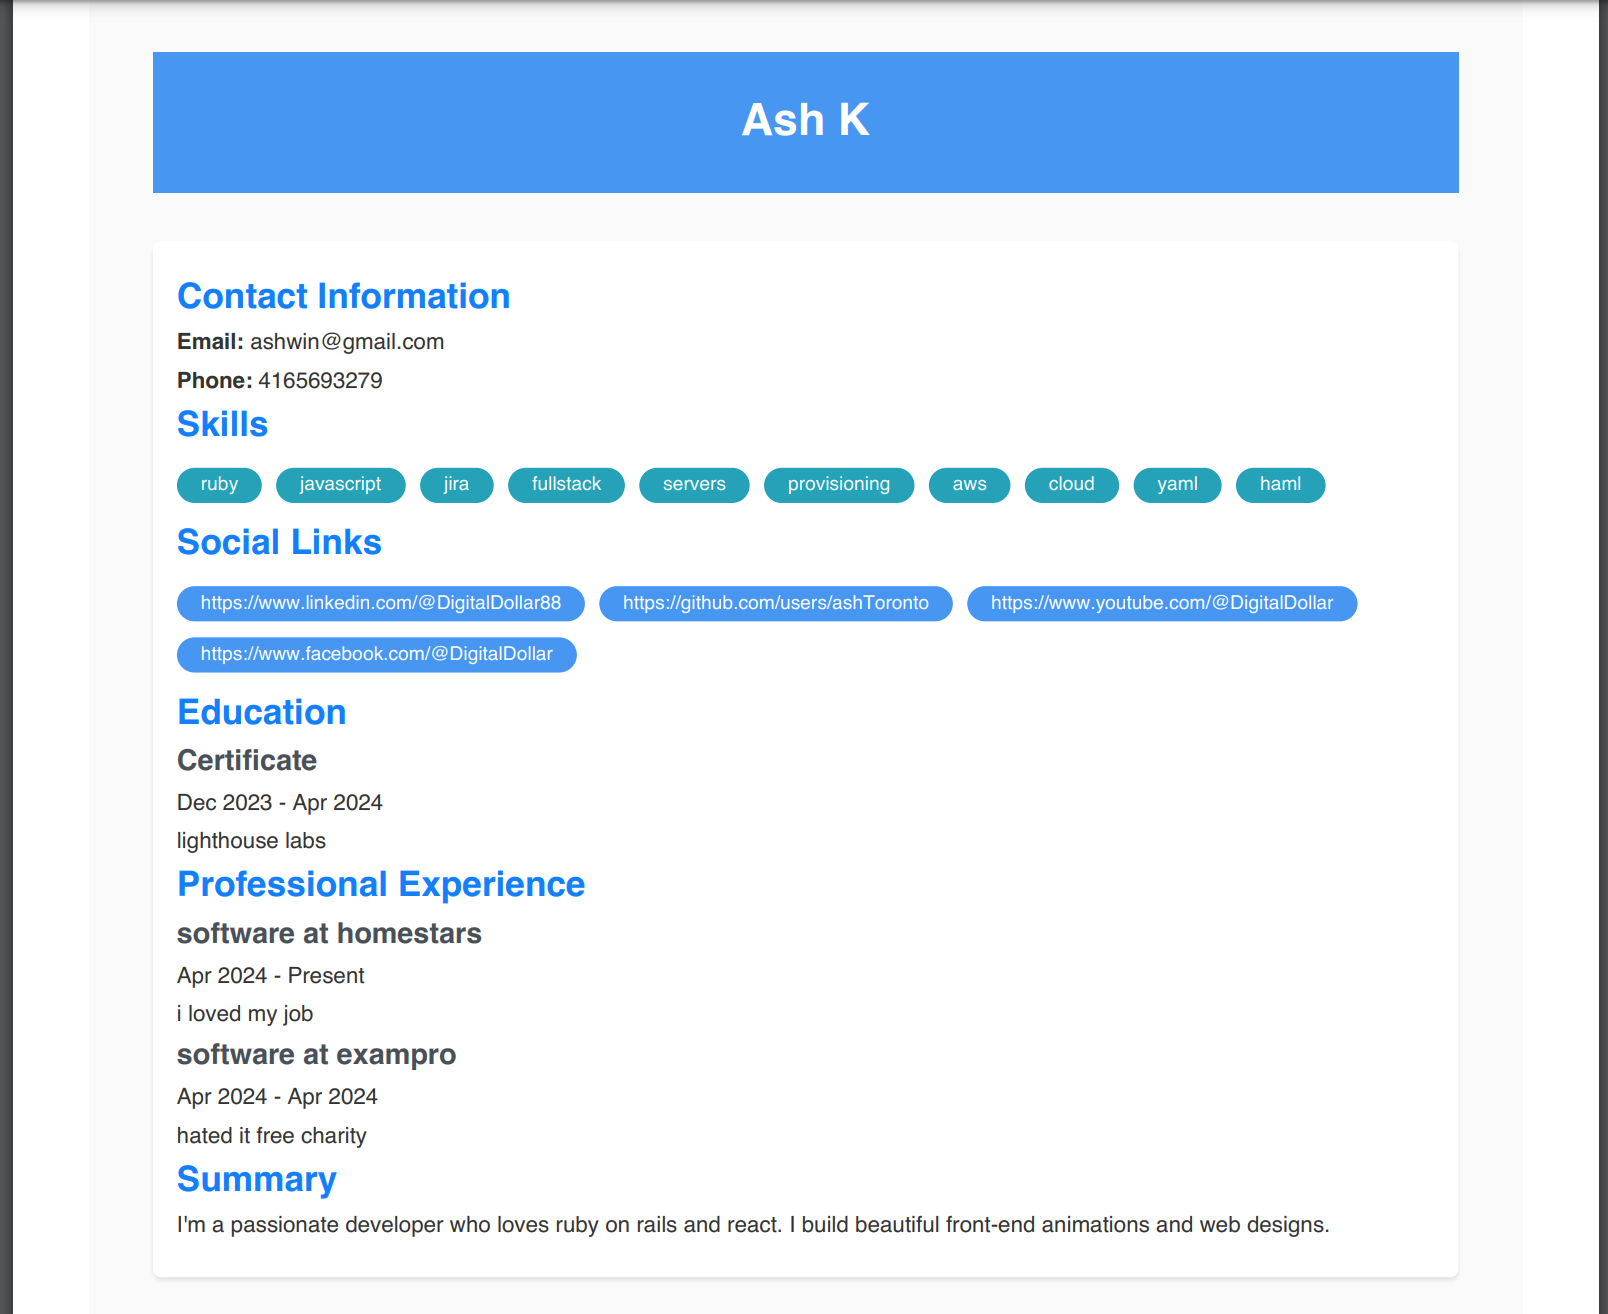 Ash K
Contact Information
Email: ashwin@gmail.com
Phone: 4165693279
Skills
ruby javascript jira fullstack servers provisioning aws cloud yaml haml
Social Links
https://www.linkedin.com/@DigitalDollar88 https://github.com/users/ashToronto https://www.youtube.com/@DigitalDollar
https://www.facebook.com/@DigitalDollar
Education
Certificate
Dec 2023 - Apr 2024
lighthouse labs
Professional Experience
software at homestars
Apr 2024 - Present
i loved my job
software at exampro
Apr 2024 - Apr 2024
hated it free charity
Summary
I'm a passionate developer who loves ruby on rails and react. I build beautiful front-end animations and web designs.